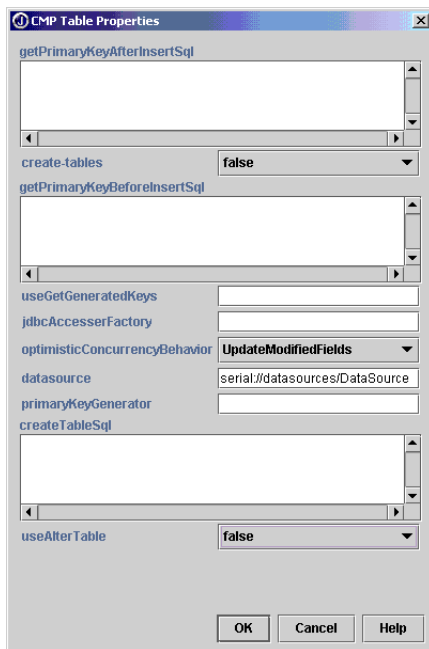 CMP Table Properties
getPrimaryKeyAfterInsertSql
create-tables false
getPrimaryKeyBeforeInsertSql
useGetGeneratedKeys
jdbcAccesserFactory
optimisticConcurrencyBehavior UpdateModifiedFields
datasource serial://datasources/DataSource
primaryKeyGenerator
createTableSql
useAlterTable false
OK Cancel Help